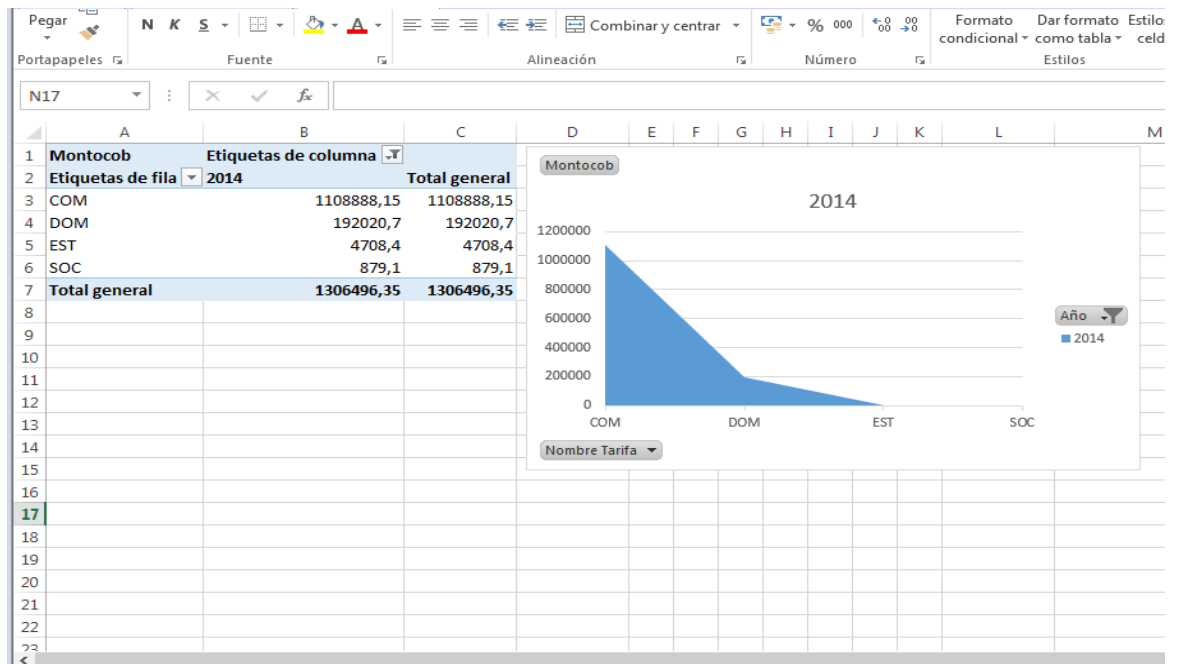 Pegar
N K S A
Combinar y centrar
% 000
Formato condicional
Dar formato como tabla
Portapapeles
Fuente
Alineación
Número
Estilos
N17
fx
A B C D E F G H I J K L M
1 Montocob Etiquetas de columna
2 Etiquetas de fila 2014 Total general
3 COM 1108888,15 1108888,15
4 DOM 192020,7 192020,7
5 EST 4708,4 4708,4
6 SOC 879,1 879,1
7 Total general 1306496,35 1306496,35
8
9
10
11
12
13
14
15
16
17
18
19
20
21
22
23
Montocob
2014
1200000
1000000
800000
600000
400000
200000
0
COM DOM EST SOC
Año
2014
Nombre Tarifa